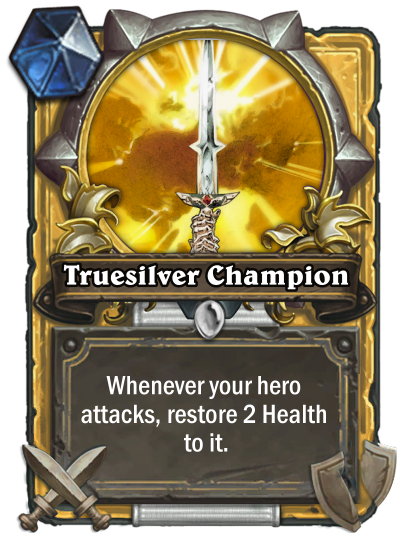 Truesilver Champion
Whenever your hero
attacks, restore 2 Health
to it.